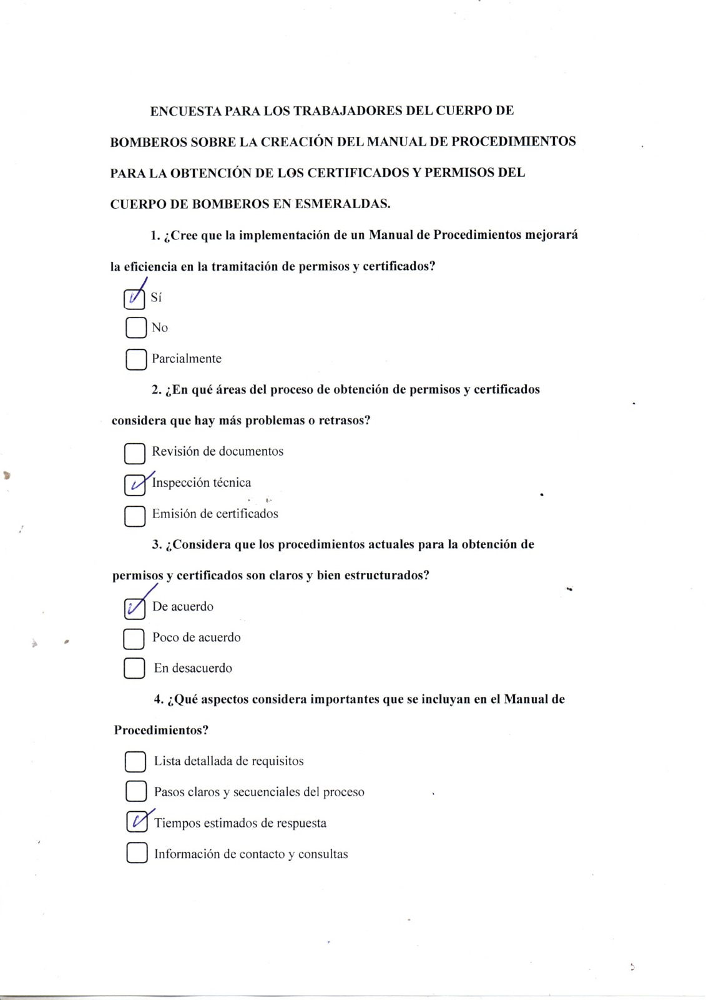 ENCUESTA PARA LOS TRABAJADORES DEL CUERPO DE
BOMBEROS SOBRE LA CREACIÓN DEL MANUAL DE PROCEDIMIENTOS
PARA LA OBTENCIÓN DE LOS CERTIFICADOS Y PERMISOS DEL
CUERPO DE BOMBEROS EN ESMERALDAS.
1. ¿Cree que la implementación de un Manual de Procedimientos mejorará
la eficiencia en la tramitación de permisos y certificados?
Sí
No
Parcialmente
2. ¿En qué áreas del proceso de obtención de permisos y certificados
considera que hay más problemas o retrasos?
Revisión de documentos
Inspección técnica
Emisión de certificados
3. ¿Considera que los procedimientos actuales para la obtención de
permisos y certificados son claros y bien estructurados?
De acuerdo
Poco de acuerdo
En desacuerdo
4. ¿Qué aspectos considera importantes que se incluyan en el Manual de
Procedimientos?
Lista detallada de requisitos
Pasos claros y secuenciales del proceso
Tiempos estimados de respuesta
Información de contacto y consultas